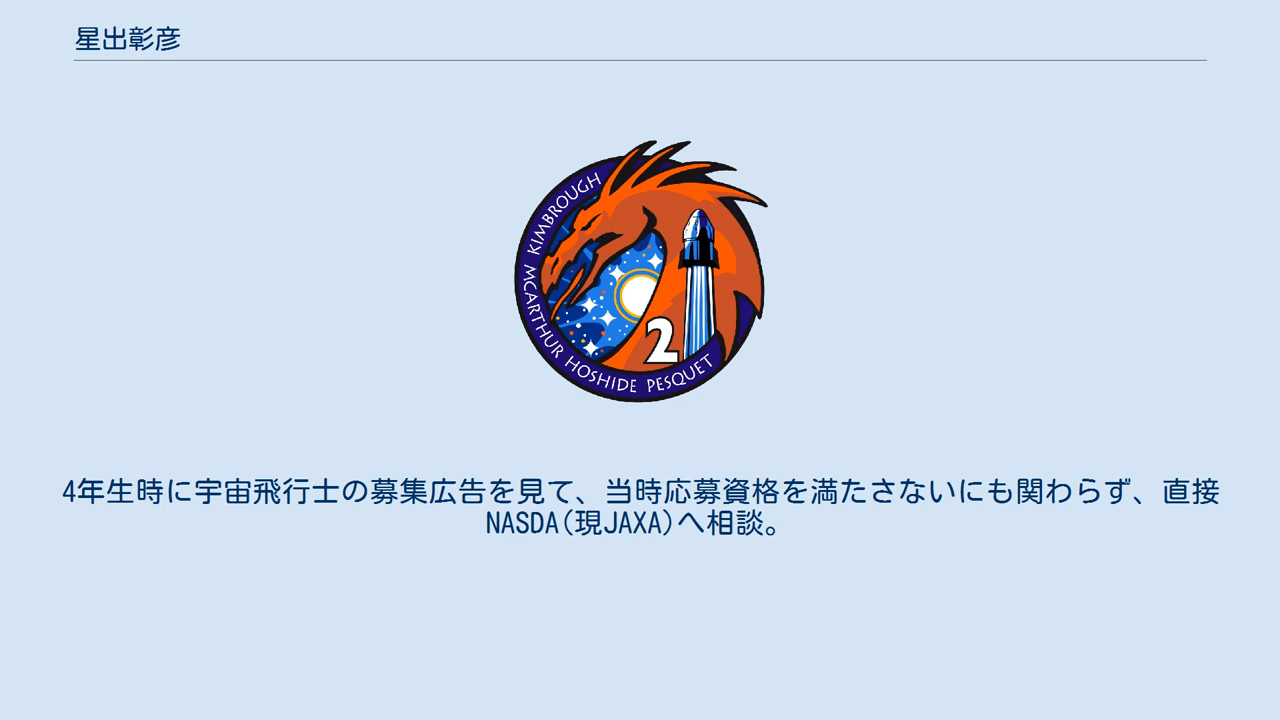 星出彰彦
KIMBROUGH
MCARTHUR HOSHIDE PESQUET
2
4年生時に宇宙飛行士の募集広告を見て、当時応募資格を満たさないにも関わらず、直接
NASDA(現JAXA)へ相談。